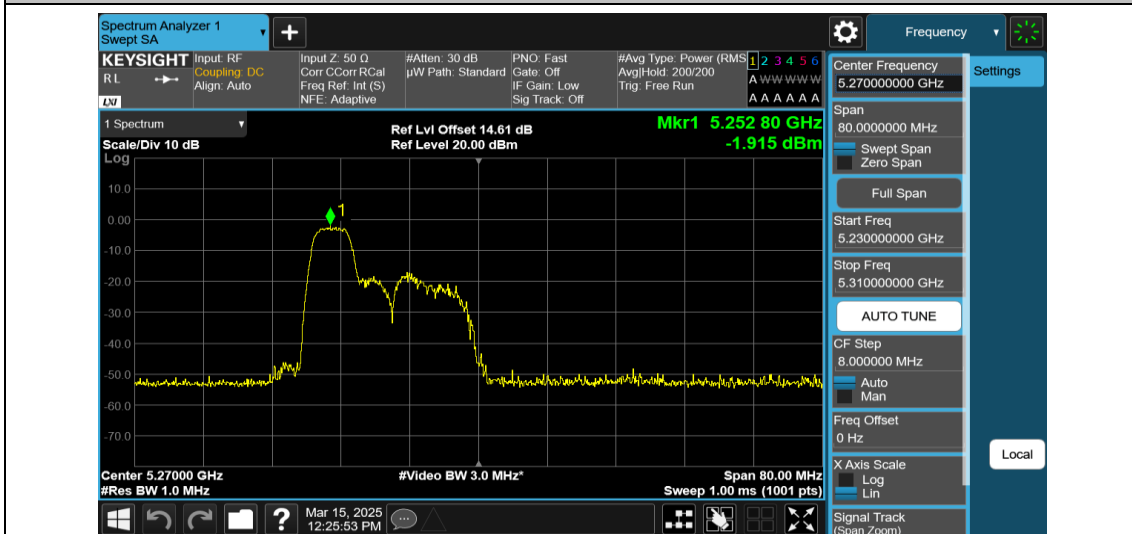 Spectrum Analyzer 1
Swept SA
Frequency
KEYSIGHT
R L
LXI
Input: RF
Coupling: DC
Align: Auto
Input Z: 50 Ω
Corr CCorr RCal
Freq Ref: Int (S)
NFE: Adaptive
#Atten: 30 dB
µW Path: Standard
PNO: Fast
Gate: Off
IF Gain: Low
Sig Track: Off
#Avg Type: Power (RMS
Avg|Hold: 200/200
Trig: Free Run
1 2 3 4 5 6
A W W W W W
A A A A A A
1 Spectrum
Scale/Div 10 dB
Log
Ref Lvl Offset 14.61 dB
Ref Level 20.00 dBm
Mkr1 5.252 80 GHz
-1.915 dBm
1
10.0
0.00
-10.0
-20.0
-30.0
-40.0
-50.0
-60.0
-70.0
Center 5.27000 GHz
#Res BW 1.0 MHz
#Video BW 3.0 MHz*
Span 80.00 MHz
Sweep 1.00 ms (1001 pts)
Center Frequency
5.270000000 GHz
Settings
Span
80.0000000 MHz
Swept Span
Zero Span
Full Span
Start Freq
5.230000000 GHz
Stop Freq
5.310000000 GHz
AUTO TUNE
CF Step
8.000000 MHz
Auto
Man
Freq Offset
0 Hz
X Axis Scale
Log
Lin
Local
Signal Track
(Span Zoom)
?
Mar 15, 2025
12:25:53 PM